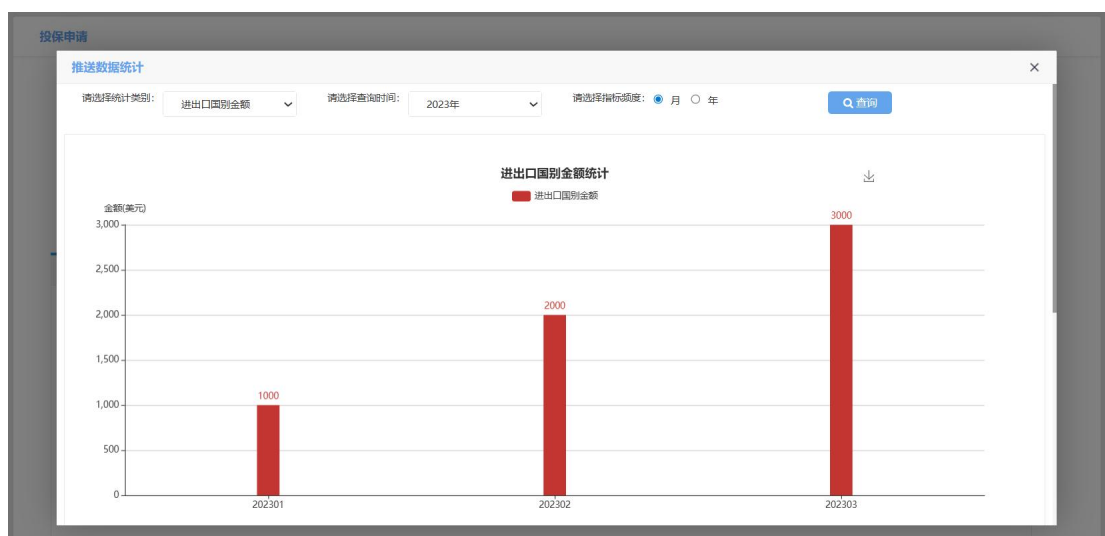 投保申请
推送数据统计 ×
请选择统计类别： 进出口国别金额 请选择查询时间： 2023年 请选择指标频度： 月 年 查询
进出口国别金额统计
进出口国别金额
金额(美元)
3,000
2,500
2,000
1,500
1,000
500
0
1000
2000
3000
202301 202302 202303